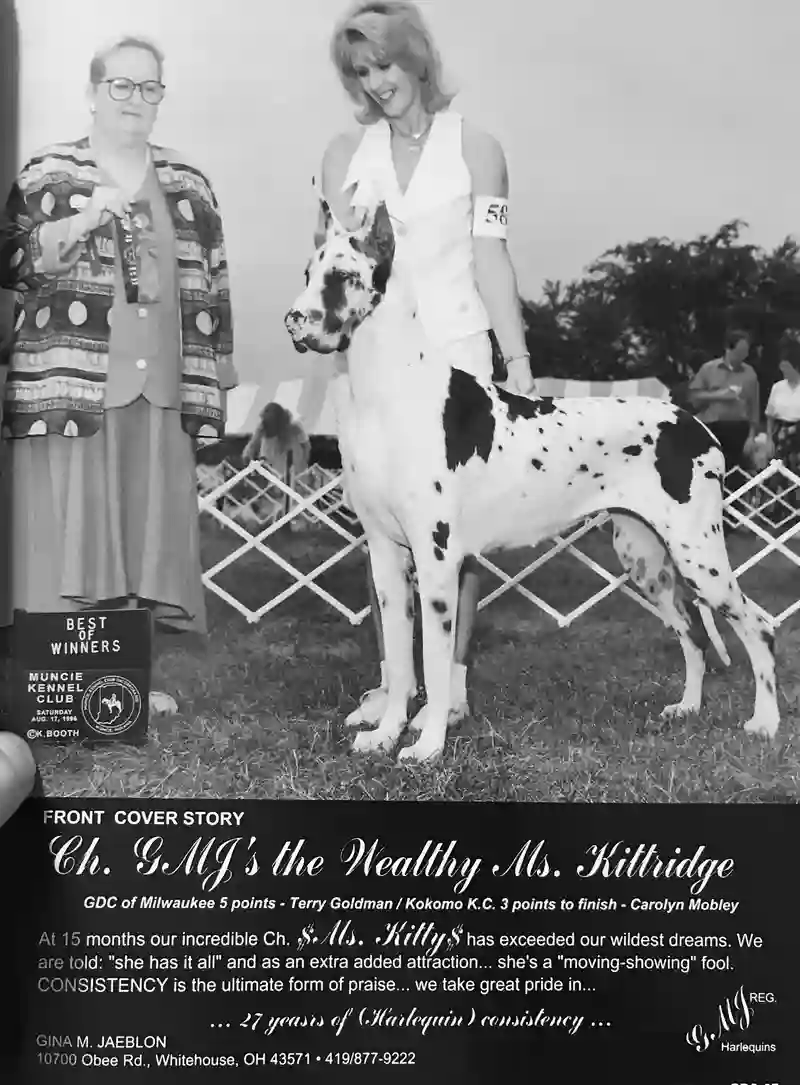 58
BEST
OF
WINNERS
MUNCIE
KENNEL
CLUB
SATURDAY
AUG. 17, 1996
©K.BOOTH
FRONT COVER STORY
Ch. GMJ's the Wealthy Ms. Kittridge
GDC of Milwaukee 5 points - Terry Goldman / Kokomo K.C. 3 points to finish - Carolyn Mobley
At 15 months our incredible Ch. $Ms. Kitty$ has exceeded our wildest dreams. We
are told: "she has it all" and as an extra added attraction... she's a "moving-showing" fool.
CONSISTENCY is the ultimate form of praise... we take great pride in...
... 27 years of (Harlequin) consistency ...
GMJ REG.
Harlequins
GINA M. JAEBLON
10700 Obee Rd., Whitehouse, OH 43571 • 419/877-9222